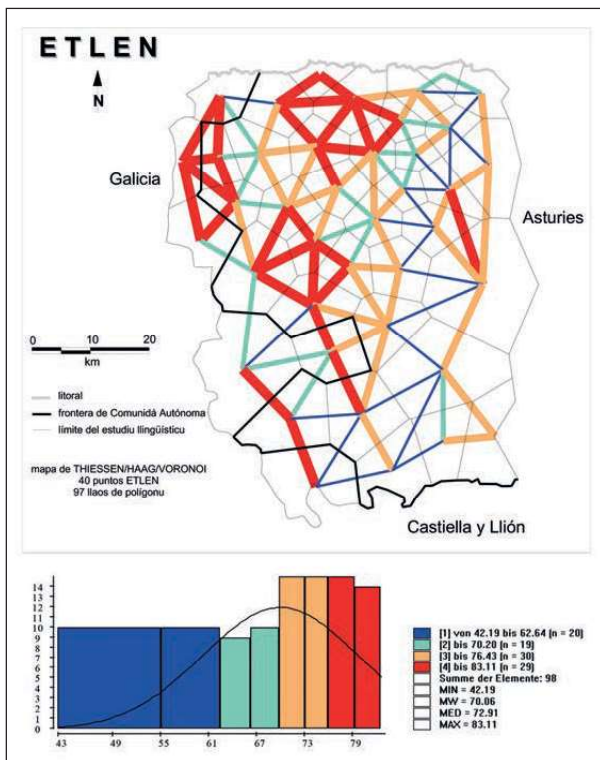 ETLEN
N
Galicia
Asturies
0 10 20
km
litoral
frontera de Comunidá Autónoma
límite del estudiu llingüísticu
mapa de THIESSEN/HAAG/VORONOI
40 puntos ETLEN
97 llaos de polígonu
Castiella y Llión
14
13
12
11
10
9
8
7
6
5
4
3
2
1
0
43 49 55 61 67 73 79
[1] von 42.19 bis 62.64 (n = 20)
[2] bis 70.20 (n = 19)
[3] bis 76.43 (n = 30)
[4] bis 83.11 (n = 29)
Summe der Elemente: 98
MIN = 42.19
MW = 70.06
MED = 72.91
MAX = 83.11